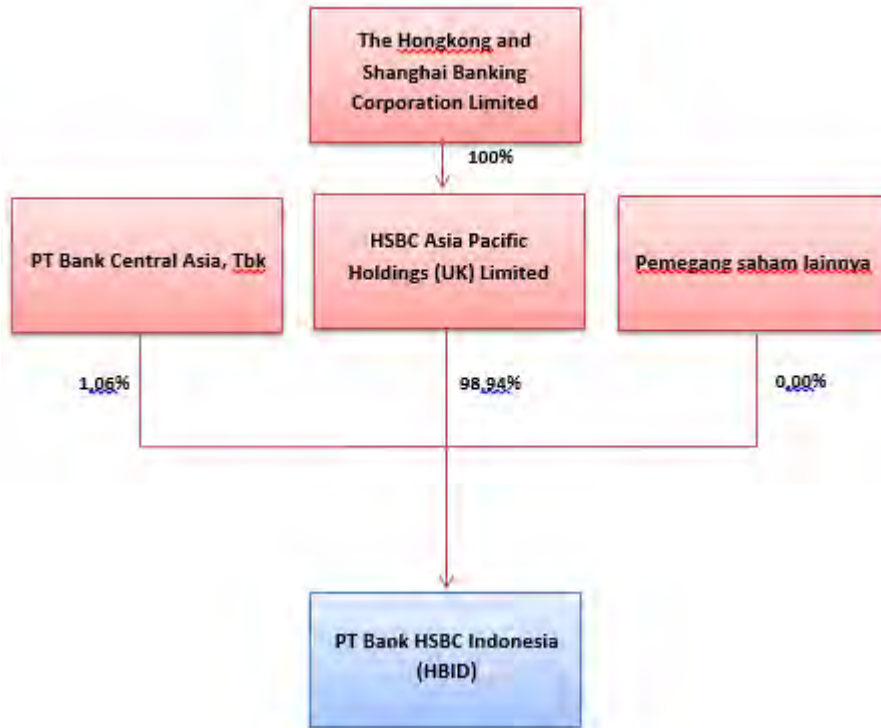 The Hongkong and
Shanghai Banking
Corporation Limited
100%
PT Bank Central Asia, Tbk
HSBC Asia Pacific
Holdings (UK) Limited
Pemegang saham lainnya
1,06%
98,94%
0,00%
PT Bank HSBC Indonesia
(HBID)